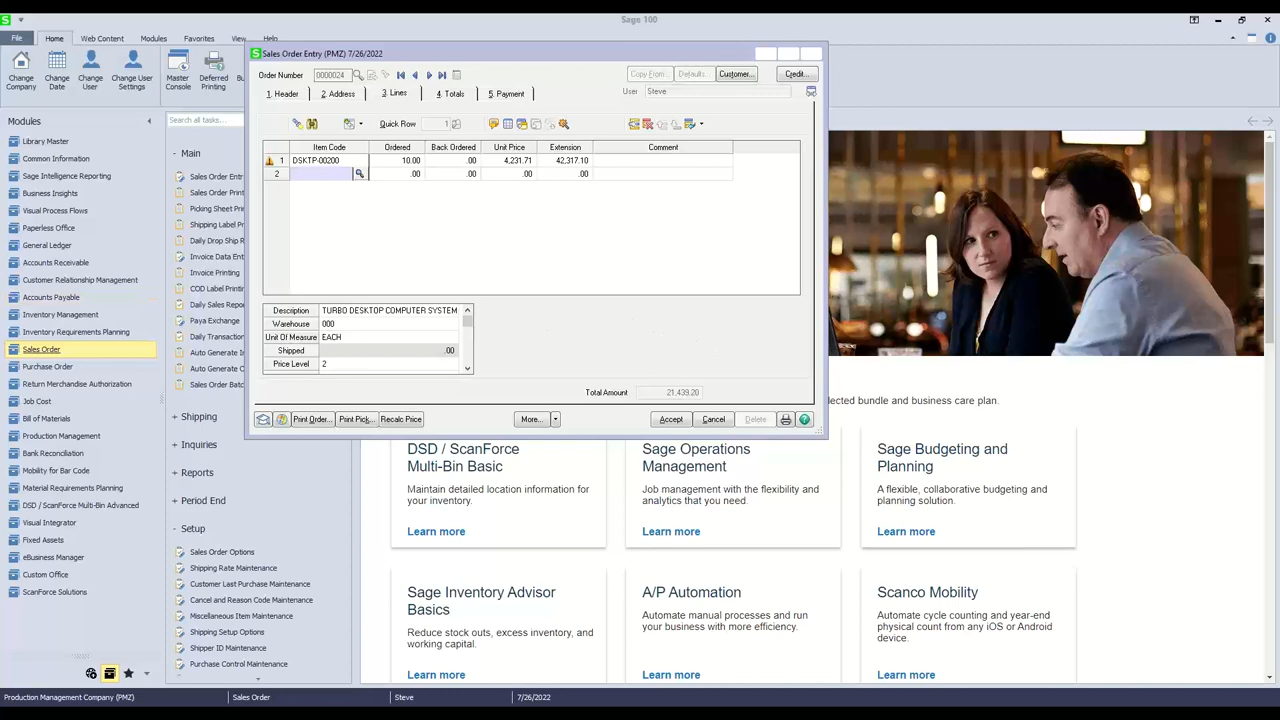 Sage 100
File
Home
Web Content
Modules
Favorites
View
Help
Change Company
Change Date
Change User
Change User Settings
Master Console
Deferred Printing
Modules
Library Master
Common Information
Sage Intelligence Reporting
Business Insights
Visual Process Flows
Paperless Office
General Ledger
Accounts Receivable
Customer Relationship Management
Accounts Payable
Inventory Management
Inventory Requirements Planning
Sales Order
Purchase Order
Return Merchandise Authorization
Job Cost
Bill of Materials
Production Management
Bank Reconciliation
Mobility for Bar Code
Material Requirements Planning
DSD / ScanForce Multi-Bin Advanced
Visual Integrator
Fixed Assets
eBusiness Manager
Custom Office
ScanForce Solutions
Search all tasks...
- Main
Sales Order Entr
Sales Order Print
Picking Sheet Pr
Shipping Label Pr
Daily Drop Ship R
Invoice Data Ent
Invoice Printing
COD Label Printi
Daily Sales Repo
Paya Exchange
Daily Transaction
Auto Generate In
Auto Generate O
Sales Order Batc
+ Shipping
+ Inquiries
+ Reports
+ Period End
- Setup
Sales Order Options
Shipping Rate Maintenance
Customer Last Purchase Maintenance
Cancel and Reason Code Maintenance
Miscellaneous Item Maintenance
Shipping Setup Options
Shipper ID Maintenance
Purchase Control Maintenance
Sales Order Entry (PMZ) 7/26/2022
Order Number 0000024
Copy From... Defaults... Customer... Credit...
User Steve
1. Header 2. Address 3. Lines 4. Totals 5. Payment
Quick Row 1
Item Code Ordered Back Ordered Unit Price Extension Comment
1 DSKTP-00200 10.00 .00 4,231.71 42,317.10
2 .00 .00 .00 .00
Description TURBO DESKTOP COMPUTER SYSTEM
Warehouse 000
Unit Of Measure EACH
Shipped .00
Price Level 2
Total Amount 21,439.20
Print Order... Print Pick... Recalc Price More... Accept Cancel Delete
lected bundle and business care plan.
DSD / ScanForce Multi-Bin Basic
Maintain detailed location information for your inventory.
Learn more
Sage Operations Management
Job management with the flexibility and analytics that you need.
Learn more
Sage Budgeting and Planning
A flexible, collaborative budgeting and planning solution.
Learn more
Sage Inventory Advisor Basics
Reduce stock outs, excess inventory, and working capital.
Learn more
A/P Automation
Automate manual processes and run your business with more efficiency.
Learn more
Scanco Mobility
Automate cycle counting and year-end physical count from any iOS or Android device.
Learn more
Production Management Company (PMZ) Sales Order Steve 7/26/2022